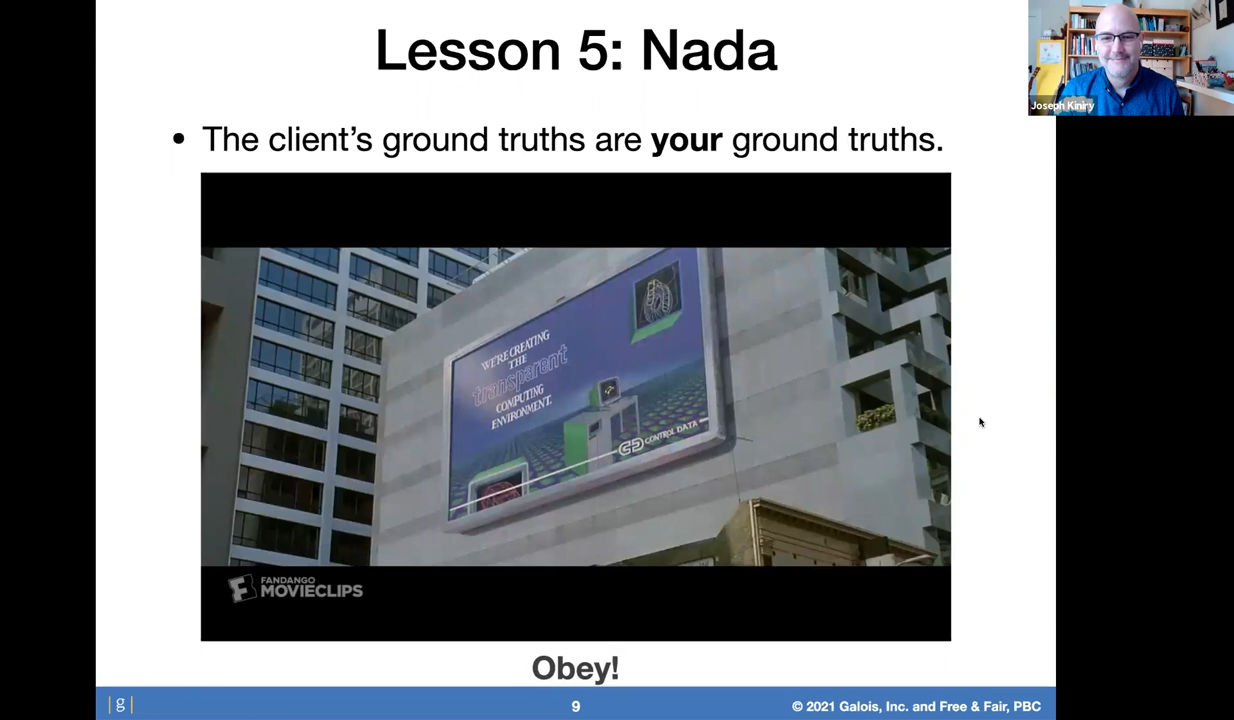 Lesson 5: Nada
Joseph Kiniry
• The client's ground truths are your ground truths.
WE'RE CREATING
THE
transparent
COMPUTING
ENVIRONMENT.
CONTROL DATA
FANDANGO
MOVIECLIPS
Obey!
|g|
9
© 2021 Galois, Inc. and Free & Fair, PBC